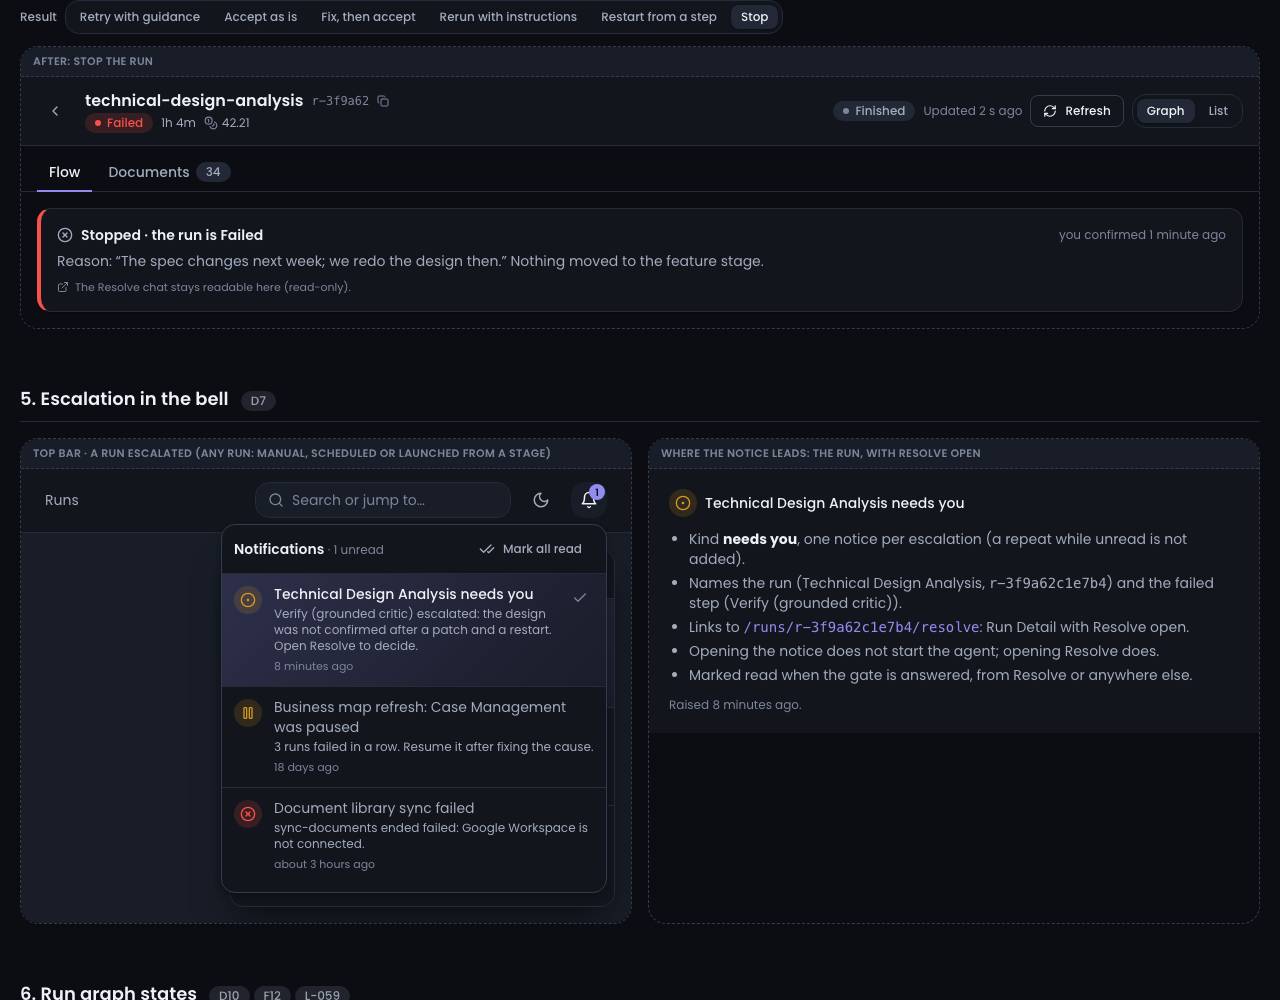 Result Retry with guidance Accept as is Fix, then accept Rerun with instructions Restart from a step Stop
AFTER: STOP THE RUN
technical-design-analysis r-3f9a62
Failed 1h 4m 42.21
Finished Updated 2 s ago Refresh Graph List
Flow Documents 34
Stopped · the run is Failed you confirmed 1 minute ago
Reason: “The spec changes next week; we redo the design then.” Nothing moved to the feature stage.
The Resolve chat stays readable here (read-only).
5. Escalation in the bell D7
TOP BAR · A RUN ESCALATED (ANY RUN: MANUAL, SCHEDULED OR LAUNCHED FROM A STAGE)
Runs Search or jump to... 1
Notifications · 1 unread Mark all read
Technical Design Analysis needs you
Verify (grounded critic) escalated: the design
was not confirmed after a patch and a restart.
Open Resolve to decide.
8 minutes ago
Business map refresh: Case Management
was paused
3 runs failed in a row. Resume it after fixing the cause.
18 days ago
Document library sync failed
sync-documents ended failed: Google Workspace is
not connected.
about 3 hours ago
WHERE THE NOTICE LEADS: THE RUN, WITH RESOLVE OPEN
Technical Design Analysis needs you
• Kind needs you, one notice per escalation (a repeat while unread is not
added).
• Names the run (Technical Design Analysis, r-3f9a62c1e7b4) and the failed
step (Verify (grounded critic)).
• Links to /runs/r-3f9a62c1e7b4/resolve: Run Detail with Resolve open.
• Opening the notice does not start the agent; opening Resolve does.
• Marked read when the gate is answered, from Resolve or anywhere else.
Raised 8 minutes ago.
6. Run graph states D10 F12 L-059